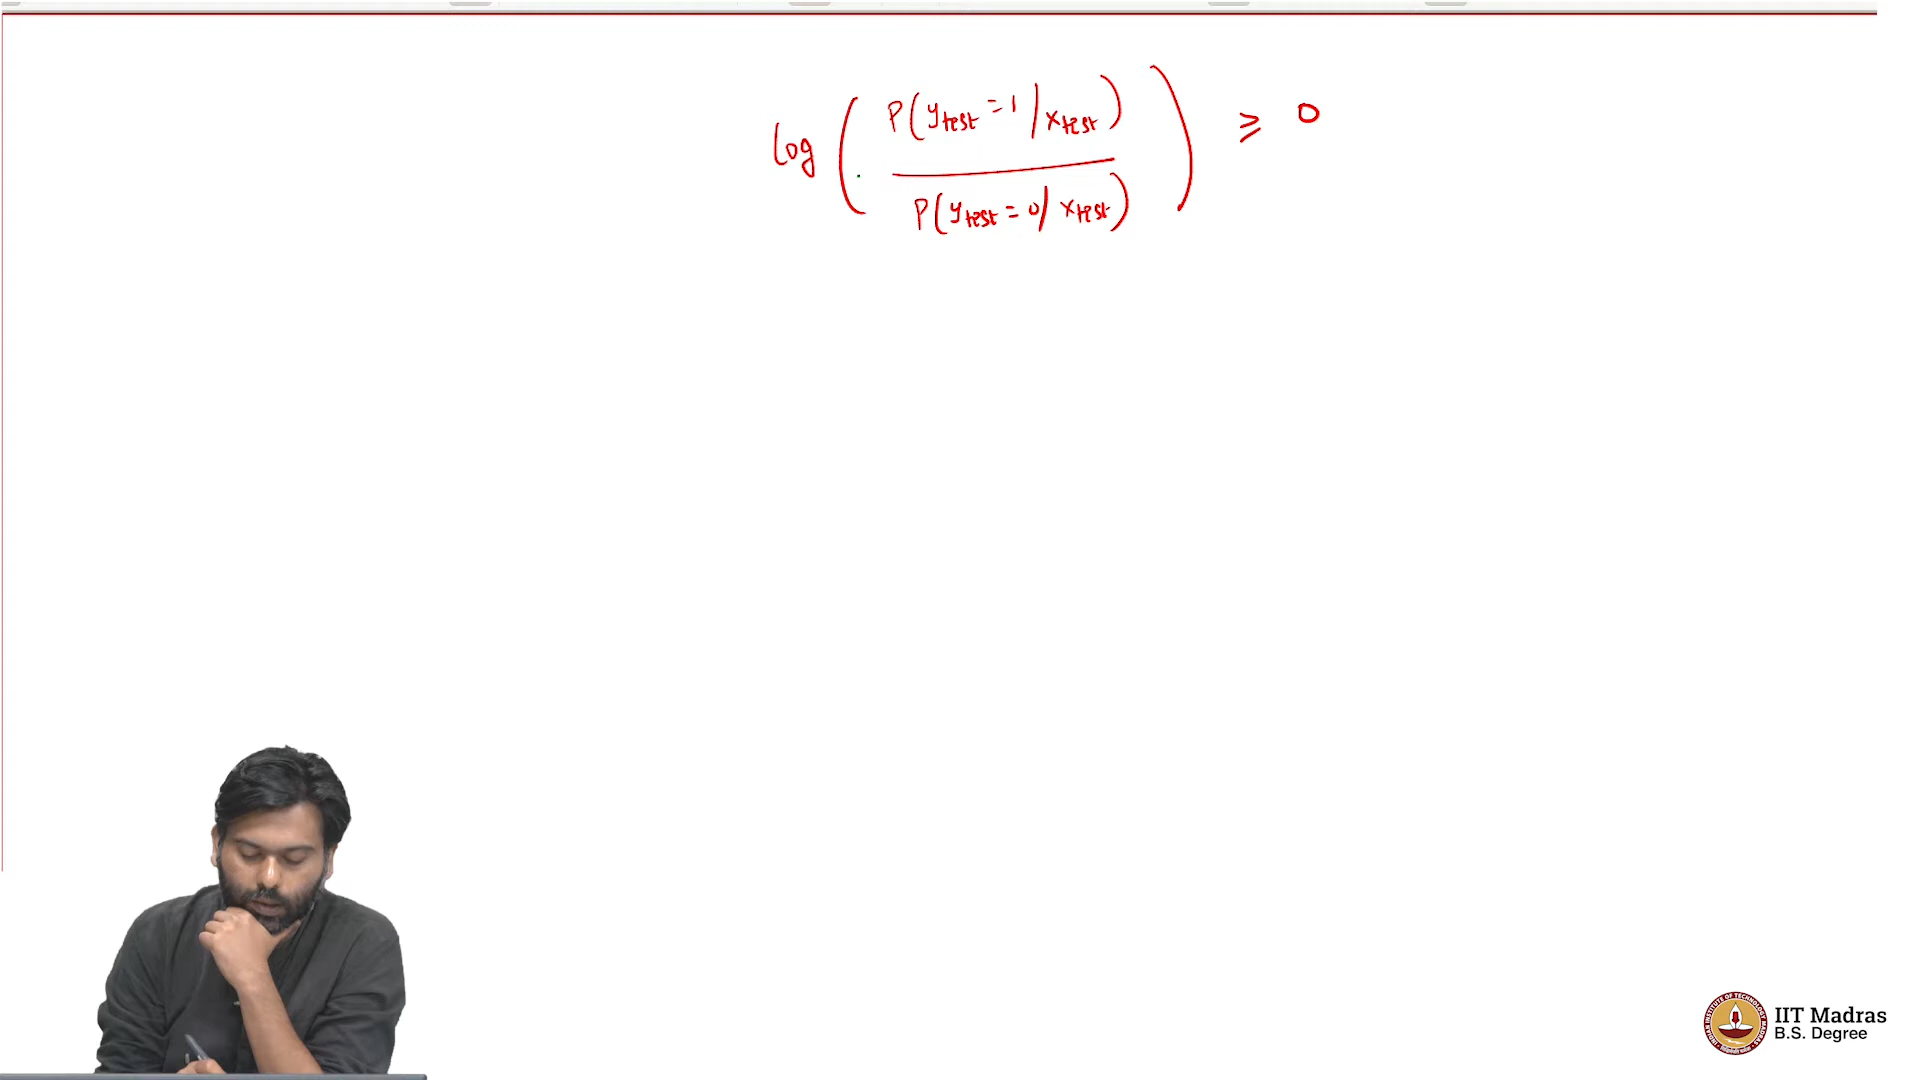 log ( P(y_test = 1 | x_test) / P(y_test = 0 | x_test) ) ≥ 0
IIT Madras
B.S. Degree